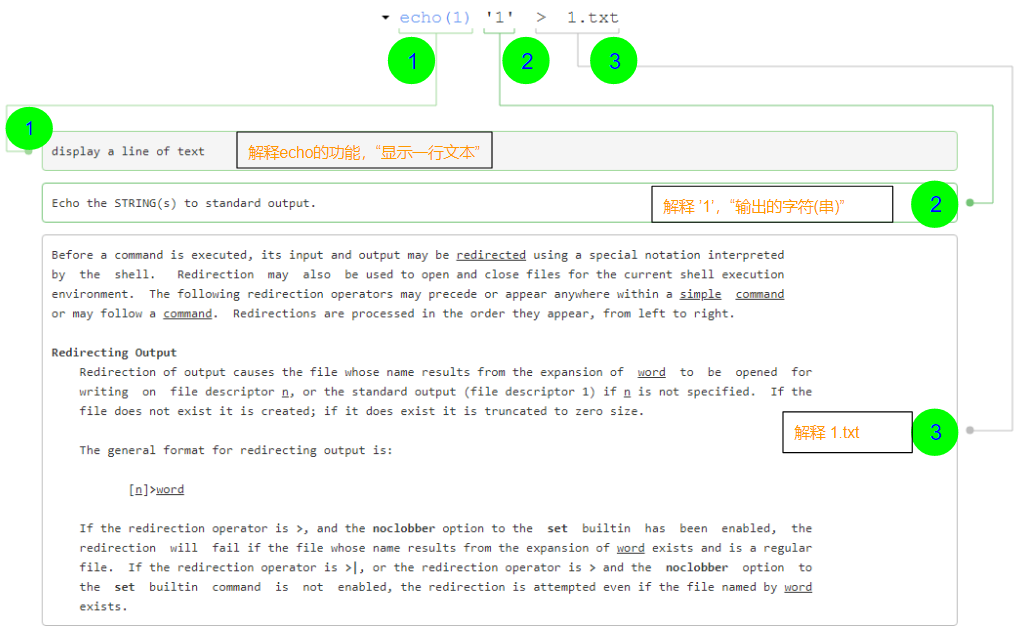 echo(1) '1' > 1.txt
1 2 3
1
display a line of text 解释echo的功能，“显示一行文本”
Echo the STRING(s) to standard output. 解释 '1'，“输出的字符(串)” 2
Before a command is executed, its input and output may be redirected using a special notation interpreted
by the shell. Redirection may also be used to open and close files for the current shell execution
environment. The following redirection operators may precede or appear anywhere within a simple command
or may follow a command. Redirections are processed in the order they appear, from left to right.
Redirecting Output
Redirection of output causes the file whose name results from the expansion of word to be opened for
writing on file descriptor n, or the standard output (file descriptor 1) if n is not specified. If the
file does not exist it is created; if it does exist it is truncated to zero size.
解释 1.txt 3
The general format for redirecting output is:
[n]>word
If the redirection operator is >, and the noclobber option to the set builtin has been enabled, the
redirection will fail if the file whose name results from the expansion of word exists and is a regular
file. If the redirection operator is >|, or the redirection operator is > and the noclobber option to
the set builtin command is not enabled, the redirection is attempted even if the file named by word
exists.